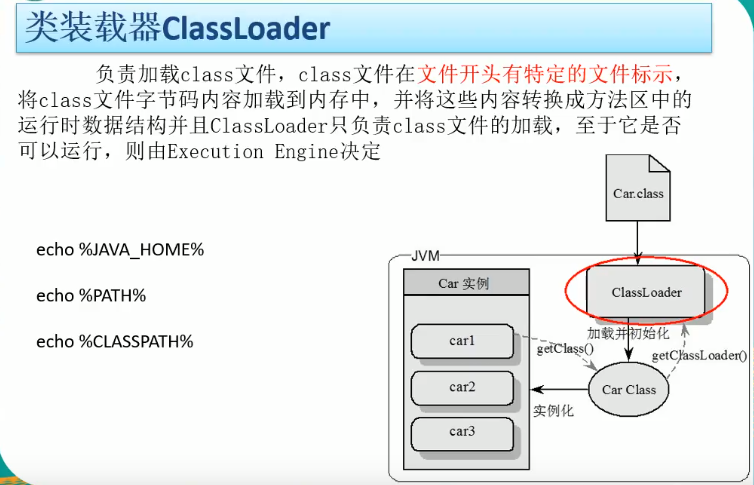 类装载器ClassLoader
负责加载class文件，class文件在文件开头有特定的文件标示，
将class文件字节码内容加载到内存中，并将这些内容转换成方法区中的
运行时数据结构并且ClassLoader只负责class文件的加载，至于它是否
可以运行，则由Execution Engine决定
Car.class
echo %JAVA_HOME%
echo %PATH%
echo %CLASSPATH%
JVM
Car 实例
ClassLoader
加载并初始化
car1
getClass()
getClassLoader()
car2
Car Class
实例化
car3